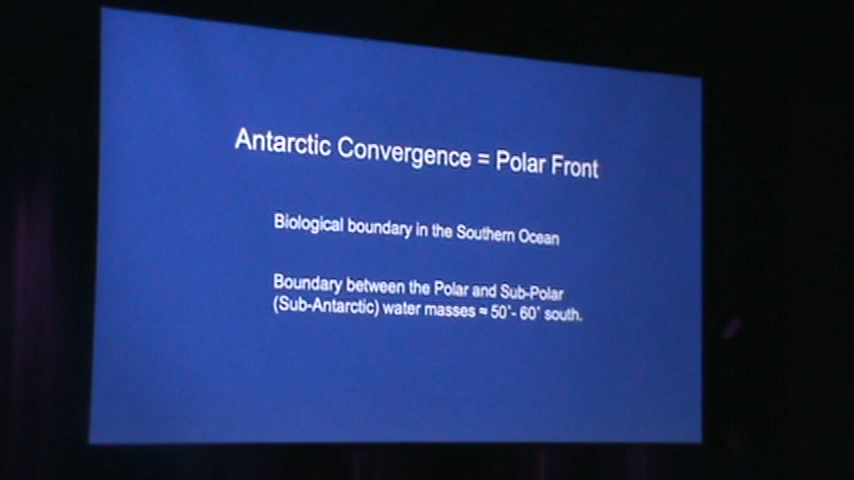 Antarctic Convergence = Polar Front
Biological boundary in the Southern Ocean
Boundary between the Polar and Sub-Polar
(Sub-Antarctic) water masses ≈ 50˚- 60˚ south.